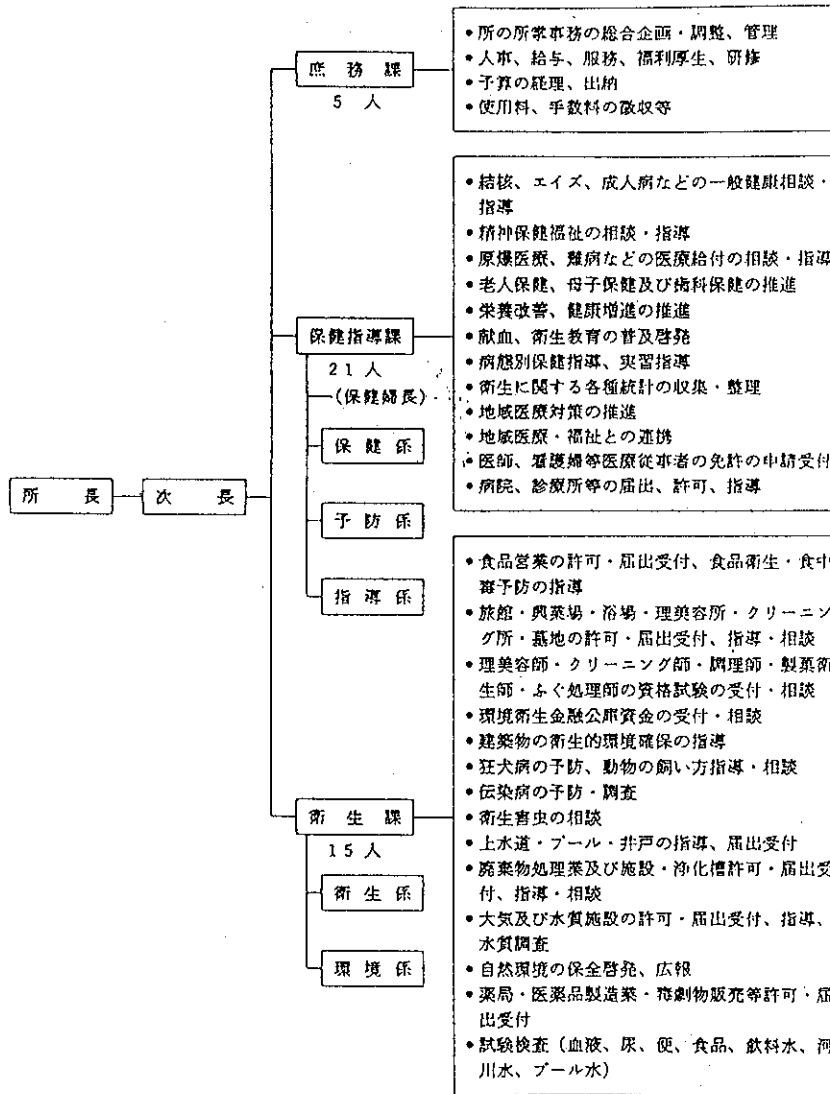 • 所の所掌事務の総合企画・調整、管理
• 人事、給与、服務、福利厚生、研修
• 予算の経理、出納
• 使用料、手数料の徴収等
庶務課
5人
• 結核、エイズ、成人病などの一般健康相談・
指導
• 精神保健福祉の相談・指導
• 原爆医療、難病などの医療給付の相談・指導
• 老人保健、母子保健及び歯科保健の推進
• 栄養改善、健康増進の推進
• 献血、衛生教育の普及啓発
• 病態別保健指導、実習指導
• 衛生に関する各種統計の収集・整理
• 地域医療対策の推進
• 地域医療・福祉との連携
• 医師、看護婦等医療従事者の免許の申請受付
• 病院、診療所等の届出、許可、指導
保健指導課
21人
(保健婦長)
保健係
予防係
指導係
所長
次長
• 食品営業の許可・届出受付、食品衛生・食中
毒予防の指導
• 旅館・興業場・浴場・理美容所・クリーニン
グ所・墓地の許可・届出受付、指導・相談
• 理美容師・クリーニング師・調理師・製菓衛
生師・ふぐ処理師の資格試験の受付・相談
• 環境衛生金融公庫資金の受付・相談
• 建築物の衛生的環境確保の指導
• 狂犬病の予防、動物の飼い方指導・相談
• 伝染病の予防・調査
• 衛生害虫の相談
• 上水道・プール・井戸の指導、届出受付
• 廃棄物処理業及び施設・浄化槽許可・届出受
付、指導・相談
• 大気及び水質施設の許可・届出受付、指導、
水質調査
• 自然環境の保全啓発、広報
• 薬局・医薬品製造業・毒劇物販売等許可・届
出受付
• 試験検査（血液、尿、便、食品、飲料水、河
川水、プール水）
衛生課
15人
衛生係
環境係